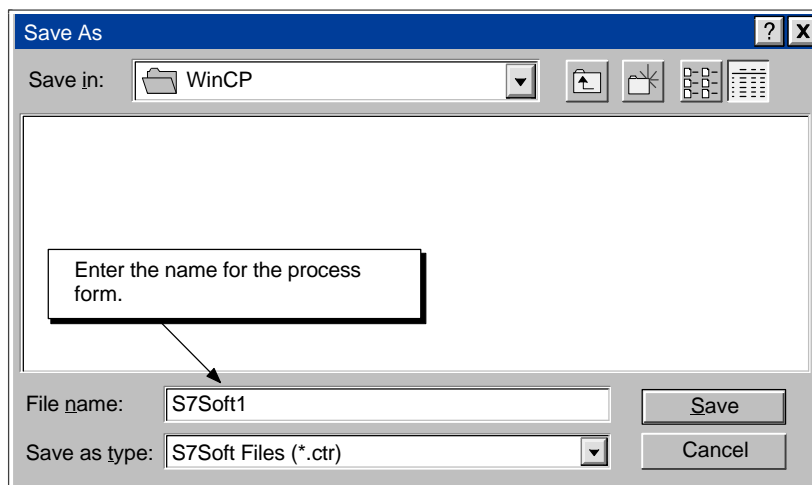 Save As
? X
Save in: WinCP
Enter the name for the process
form.
File name: S7Soft1
Save
Save as type: S7Soft Files (*.ctr)
Cancel